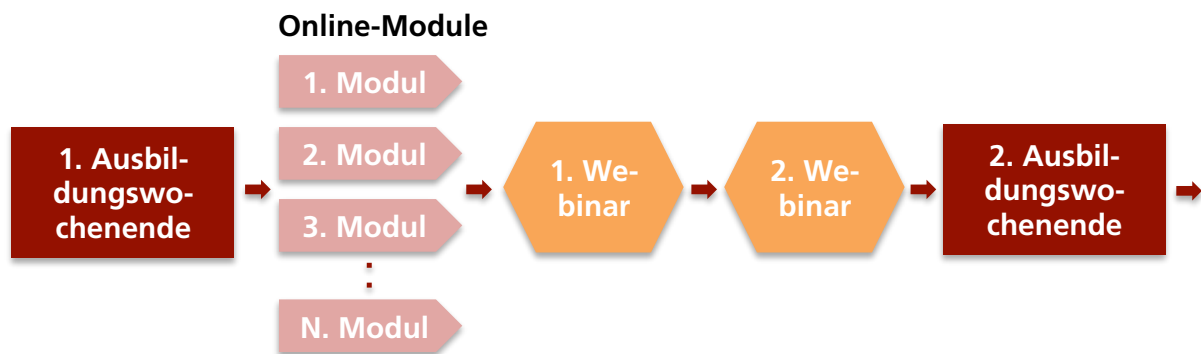 Online-Module
1. Ausbil-
dungswo-
chenende
1. Modul
2. Modul
3. Modul
:
N. Modul
1. We-
binar
2. We-
binar
2. Ausbil-
dungswo-
chenende